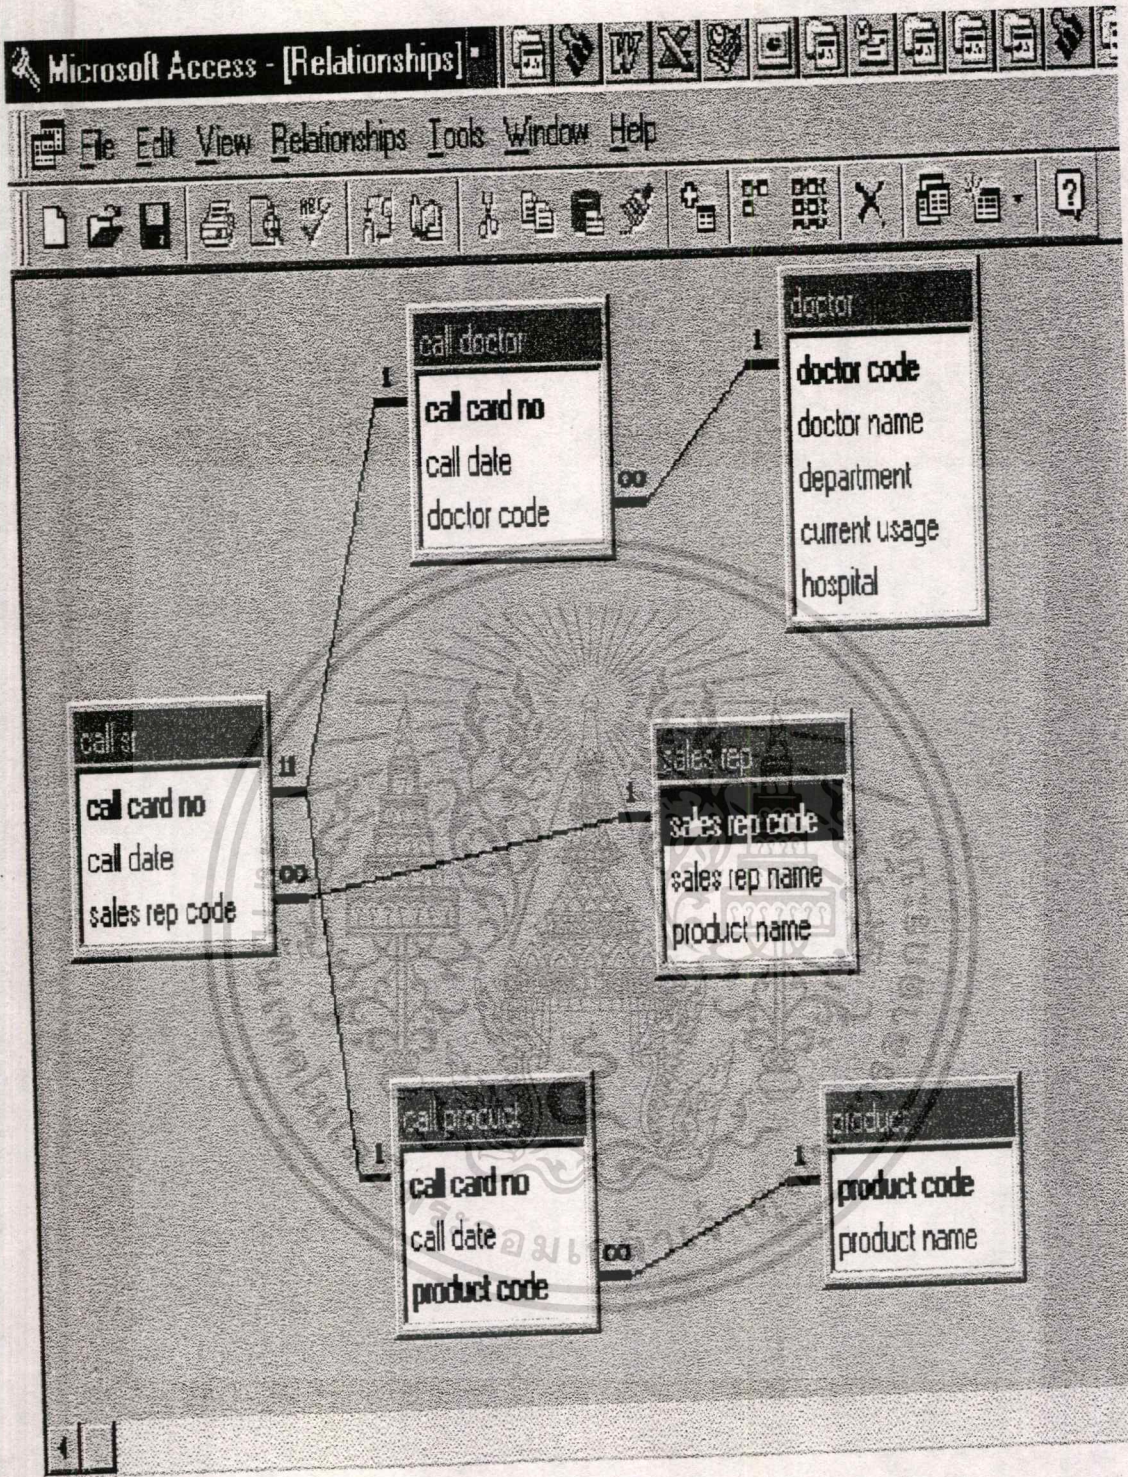 Microsoft Access - [Relationships]
File Edit View Relationships Tools Window Help
call doctor
call card no
call date
doctor code
doctor
doctor code
doctor name
department
current usage
hospital
1
∞
1
call sr
call card no
call date
sales rep code
11
∞
sales rep
sales rep code
sales rep name
product name
1
call product
call card no
call date
product code
1
∞
product
product code
product name
1